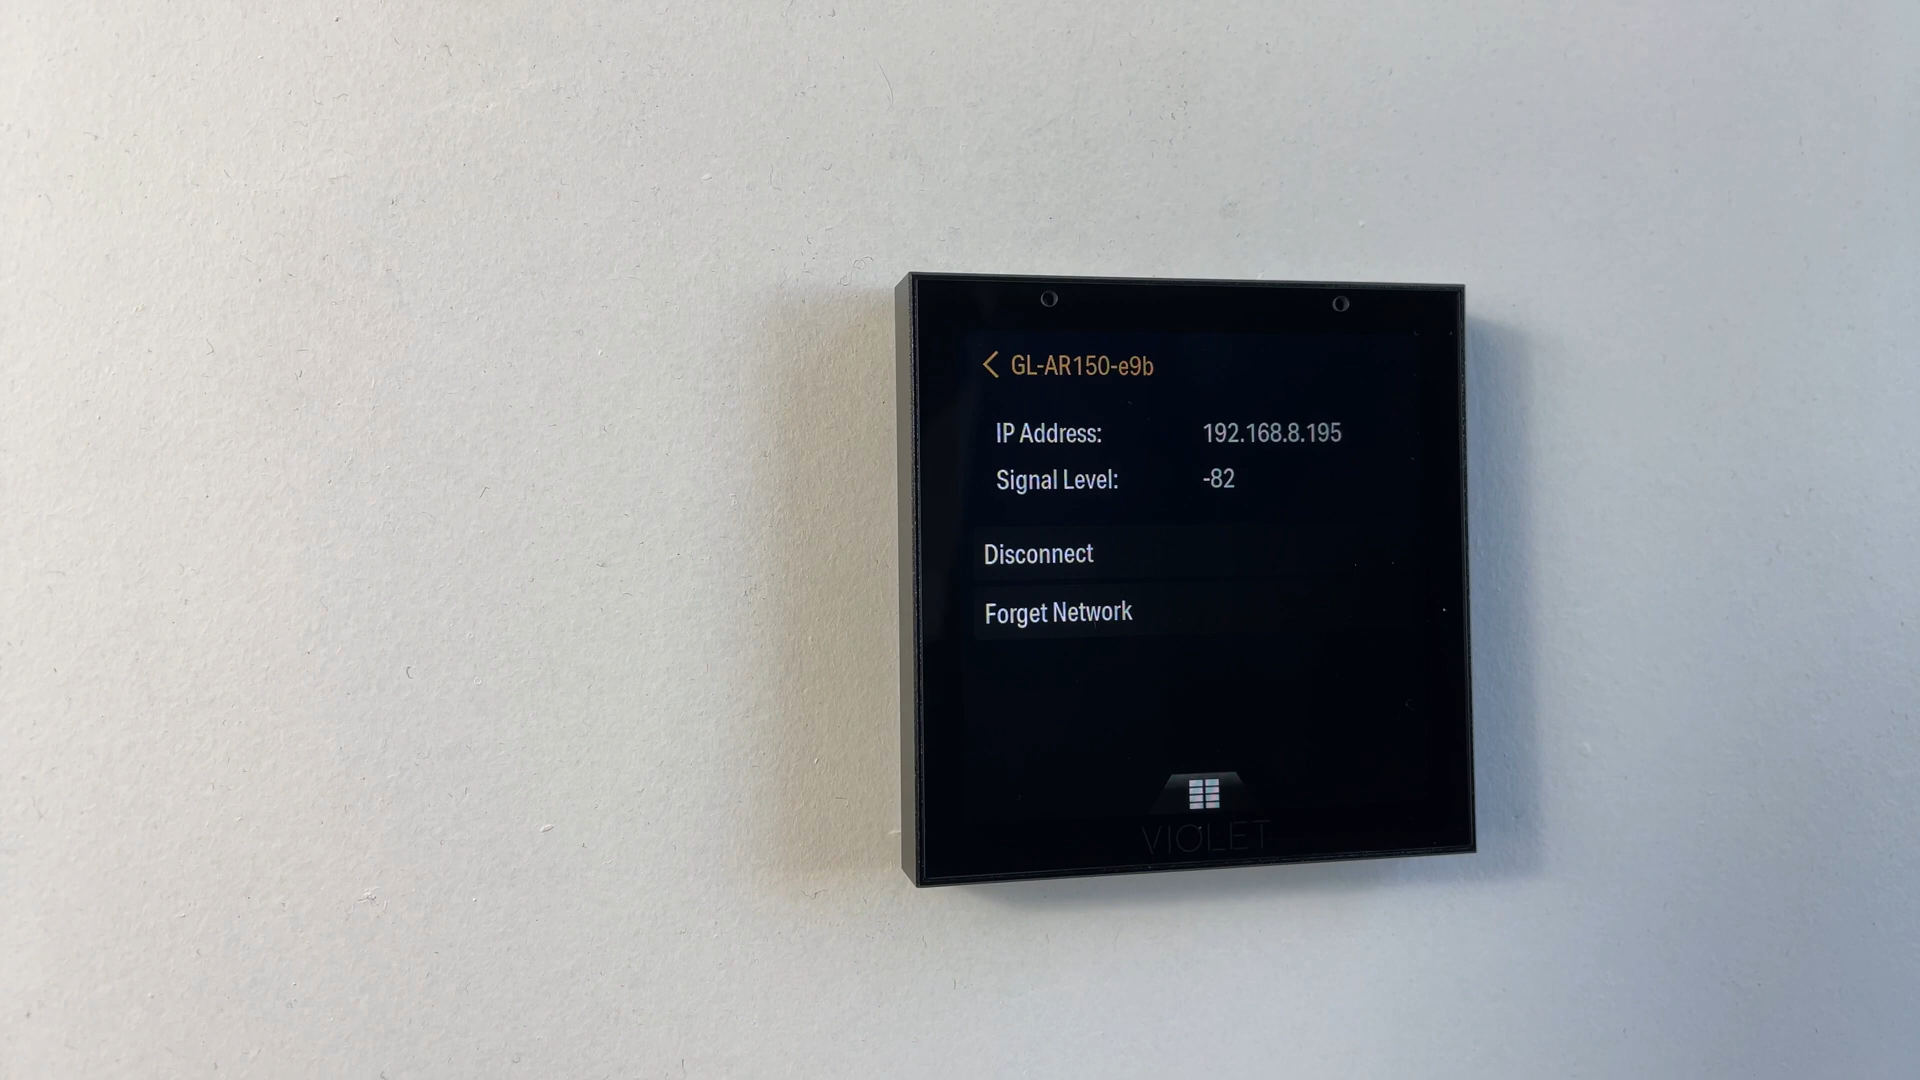 GL-AR150-e9b
IP Address: 192.168.8.195
Signal Level: -82
Disconnect
Forget Network
VIOLET